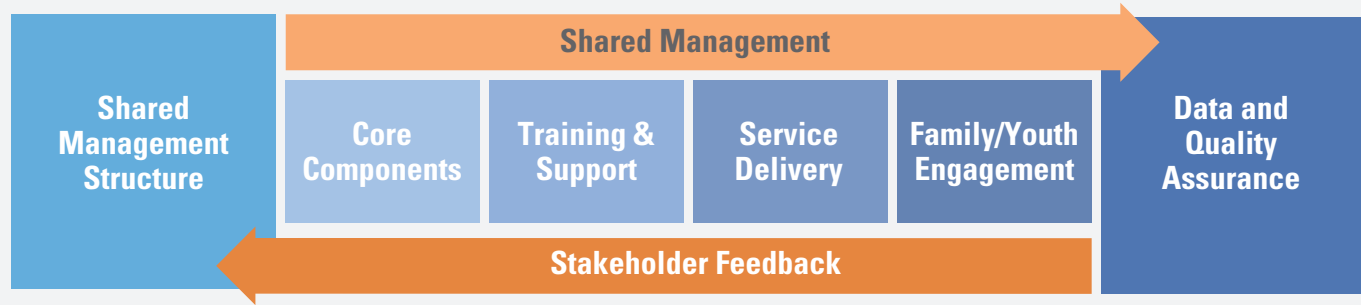 Shared Management
Shared
Management
Structure
Core
Components
Training &
Support
Service
Delivery
Family/Youth
Engagement
Data and
Quality
Assurance
Stakeholder Feedback